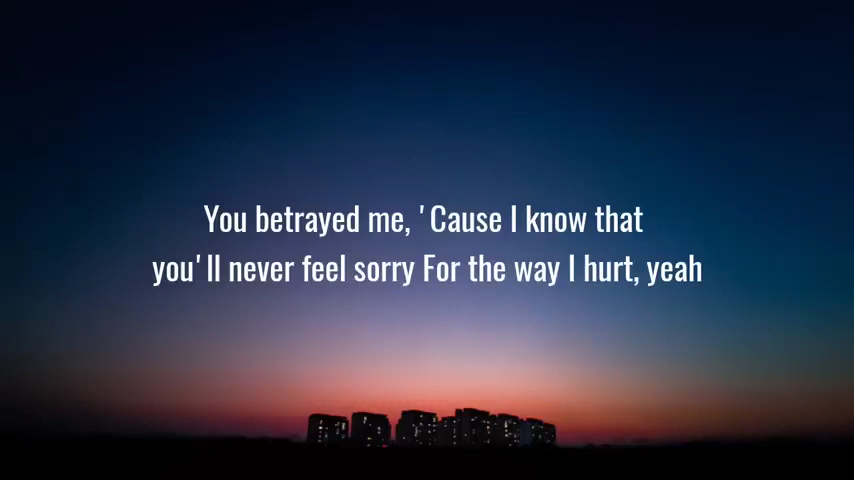 You betrayed me, 'Cause I know that
you'll never feel sorry For the way I hurt, yeah